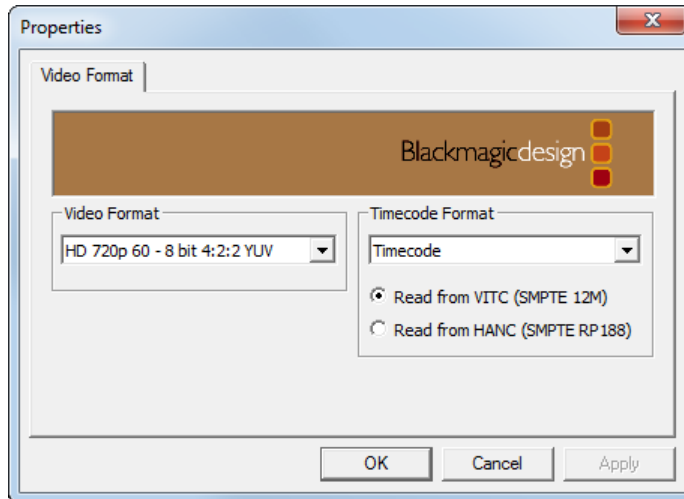 Properties
Video Format
Blackmagicdesign
Video Format
Timecode Format
HD 720p 60 - 8 bit 4:2:2 YUV
Timecode
Read from VITC (SMPTE 12M)
Read from HANC (SMPTE RP188)
OK
Cancel
Apply